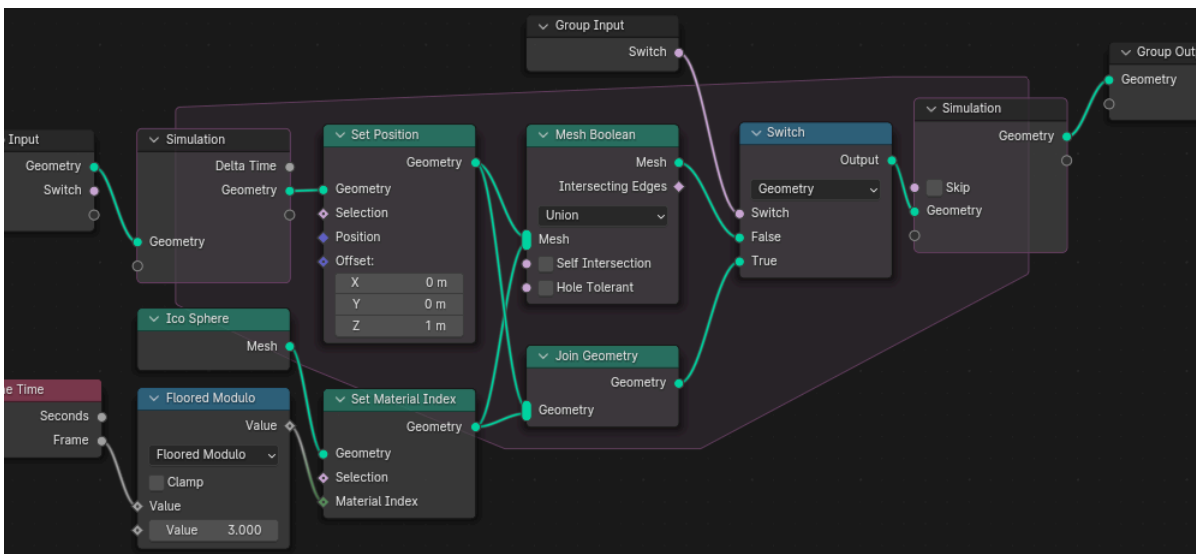 Group Input
Switch
Group Out
Geometry
Input
Geometry
Switch
Simulation
Delta Time
Geometry
Geometry
Set Position
Geometry
Geometry
Selection
Position
Offset:
X 0 m
Y 0 m
Z 1 m
Mesh Boolean
Mesh
Intersecting Edges
Union
Mesh
Self Intersection
Hole Tolerant
Switch
Output
Geometry
Switch
False
True
Simulation
Geometry
Skip
Geometry
Ico Sphere
Mesh
Join Geometry
Geometry
Geometry
e Time
Seconds
Frame
Floored Modulo
Value
Floored Modulo
Clamp
Value
Value 3.000
Set Material Index
Geometry
Geometry
Selection
Material Index